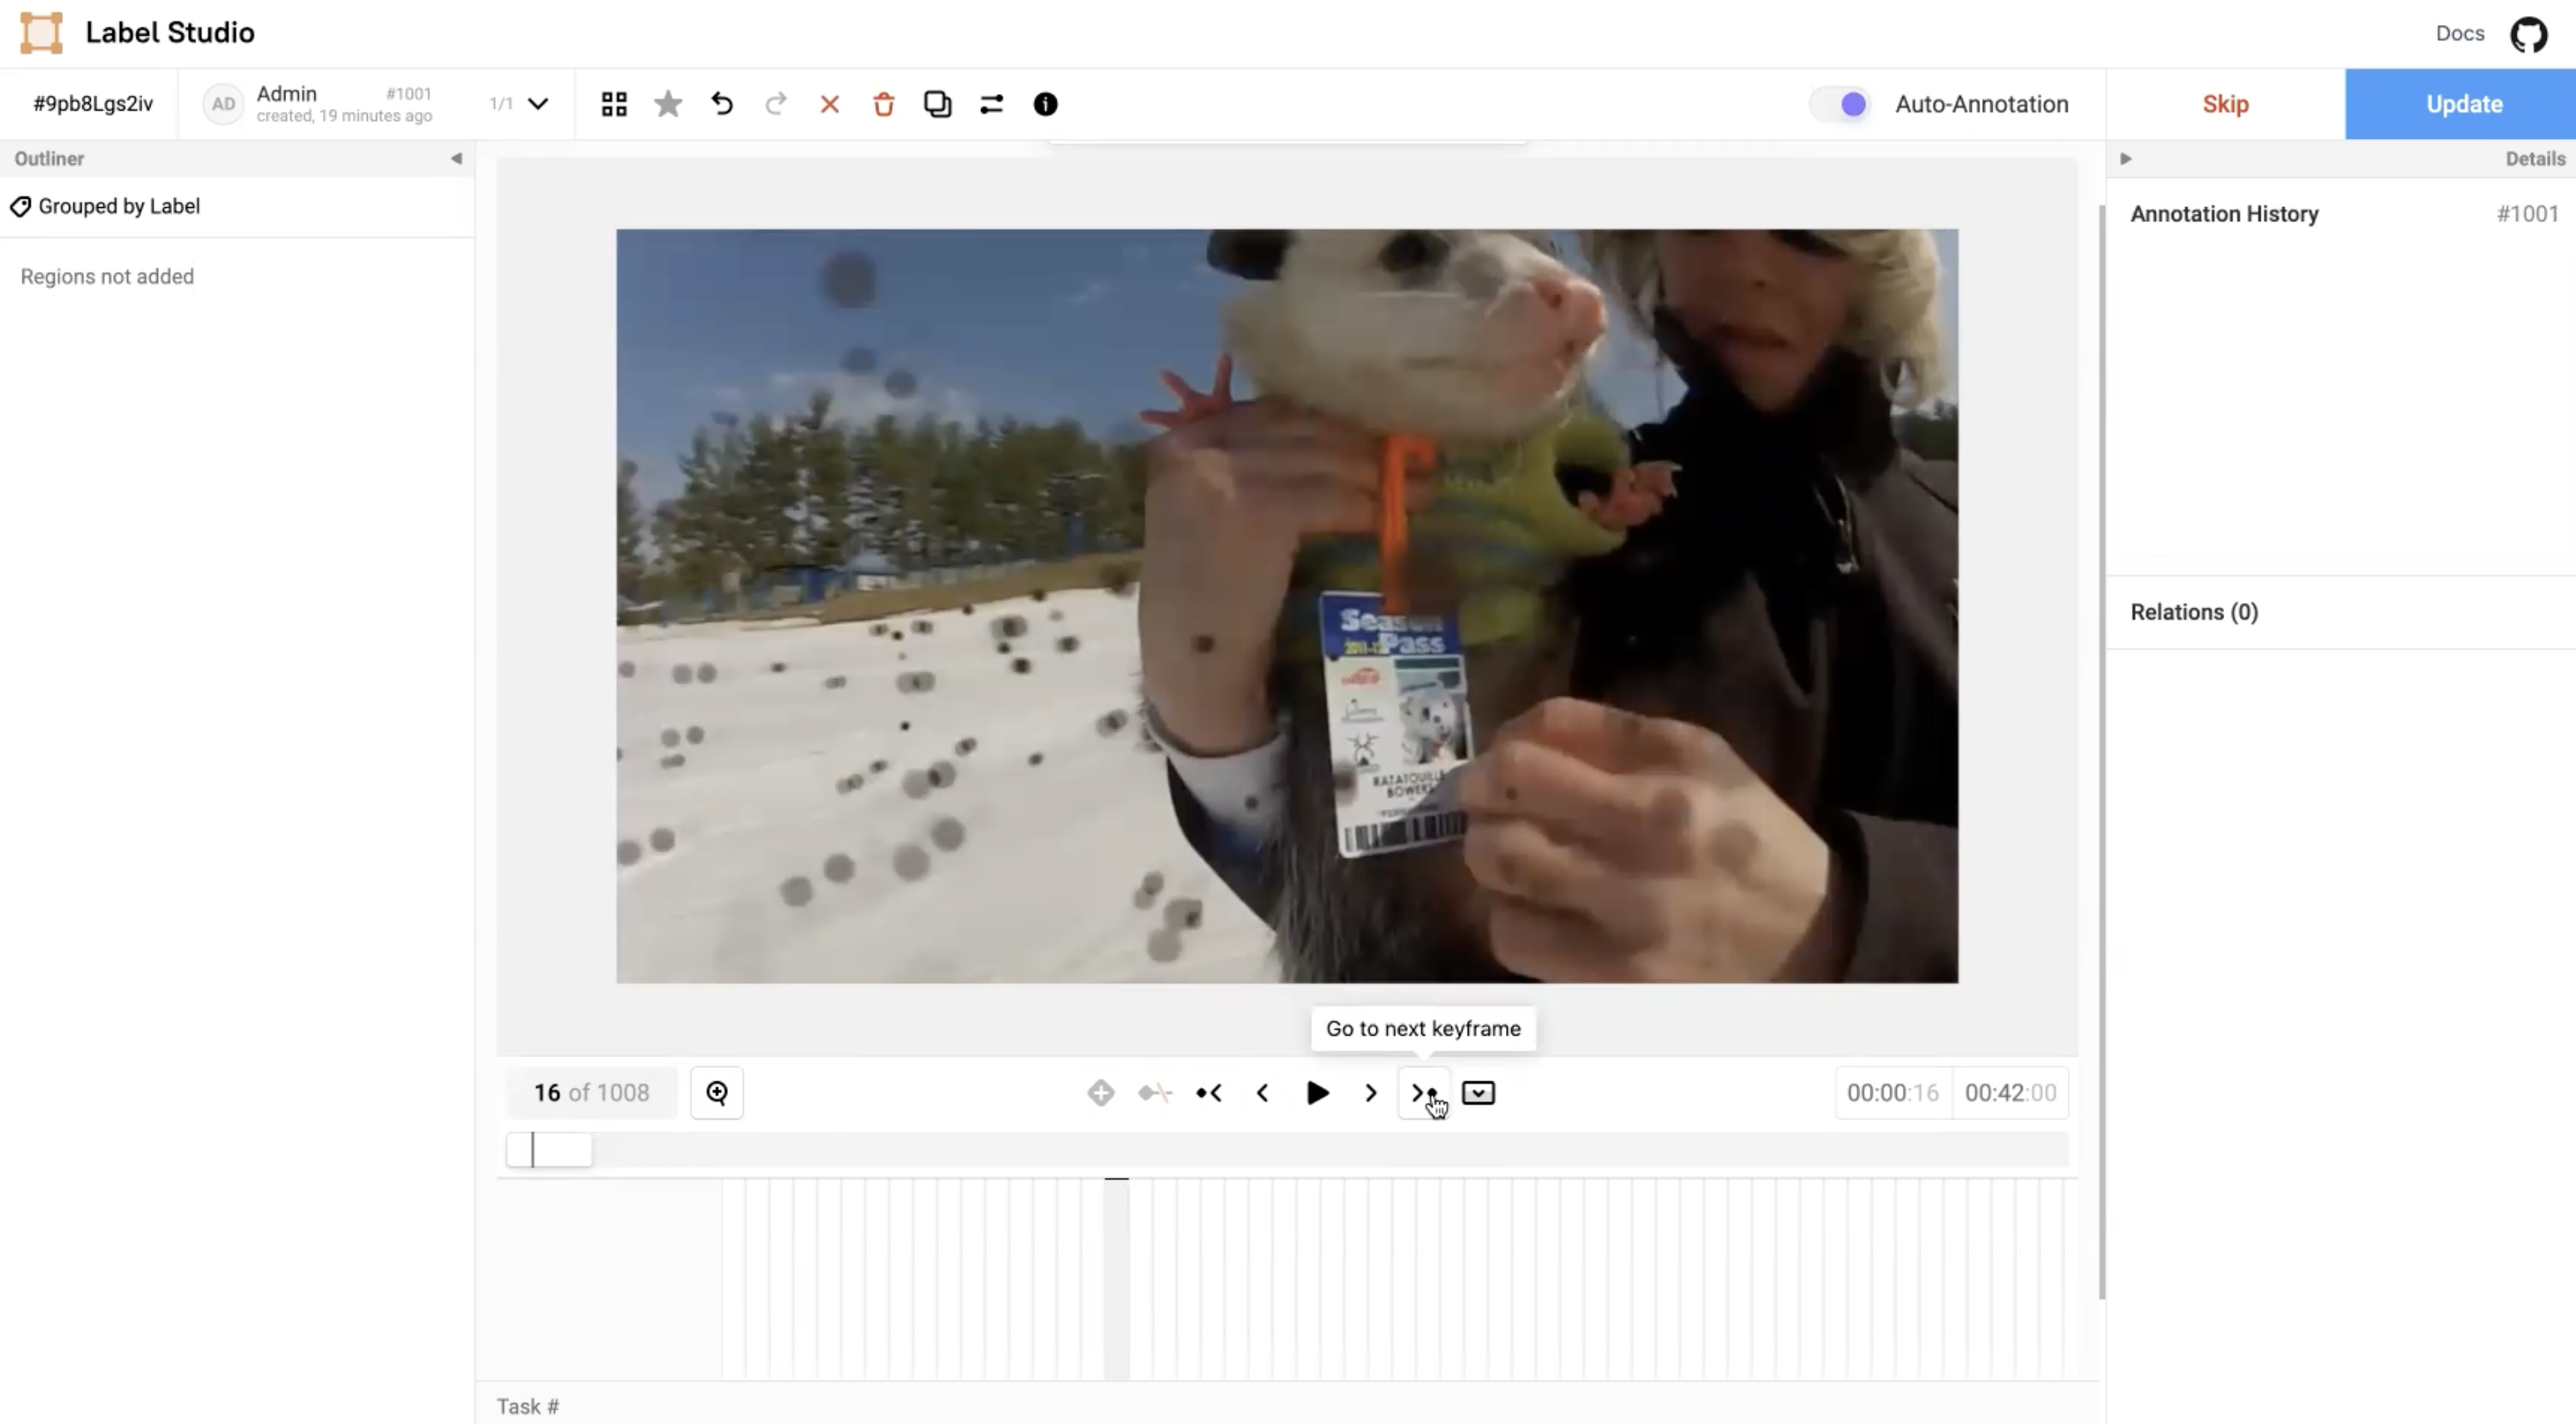 Label Studio
Docs
#9pb8Lgs2iv
AD
Admin
#1001
created, 19 minutes ago
1/1
Auto-Annotation
Skip
Update
Outliner
Details
Grouped by Label
Annotation History
#1001
Regions not added
Season
Pass
RATATOUILLE
BOWERS
Relations (0)
Go to next keyframe
16 of 1008
00:00:16
00:42:00
Task #